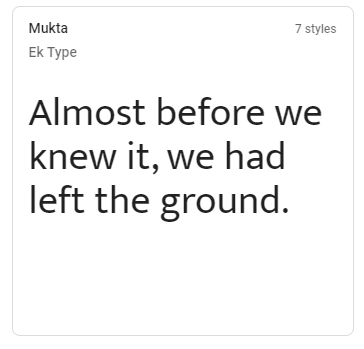 Mukta 7 styles
Ek Type
Almost before we
knew it, we had
left the ground.